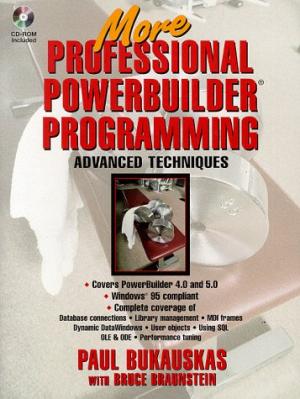 CD-ROM
Included
More
PROFESSIONAL
POWERBUILDER®
PROGRAMMING
ADVANCED TECHNIQUES
• Covers PowerBuilder 4.0 and 5.0
• Windows® 95 compliant
• Complete coverage of
Database connections • Library management • MDI frames
Dynamic DataWindows • User objects • Using SQL
OLE & ODE • Performance tuning
PAUL BUKAUSKAS
WITH BRUCE BRAUNSTEIN